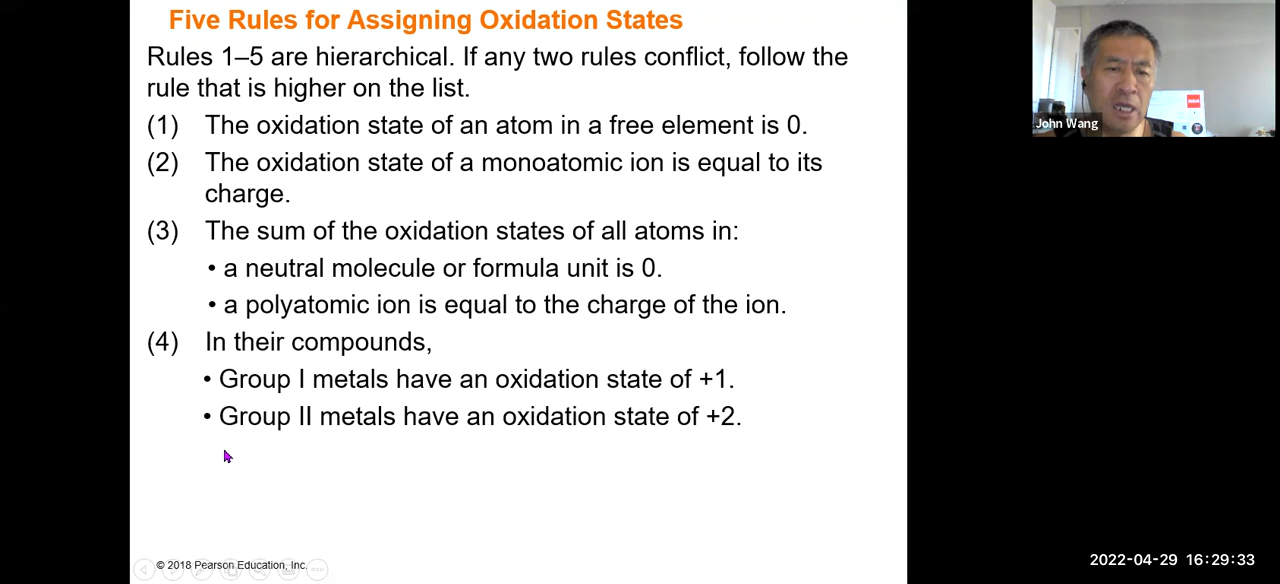 Five Rules for Assigning Oxidation States
Rules 1–5 are hierarchical. If any two rules conflict, follow the
rule that is higher on the list.
(1) The oxidation state of an atom in a free element is 0.
(2) The oxidation state of a monoatomic ion is equal to its
charge.
(3) The sum of the oxidation states of all atoms in:
• a neutral molecule or formula unit is 0.
• a polyatomic ion is equal to the charge of the ion.
(4) In their compounds,
• Group I metals have an oxidation state of +1.
• Group II metals have an oxidation state of +2.
© 2018 Pearson Education, Inc.
John Wang
2022-04-29 16:29:33